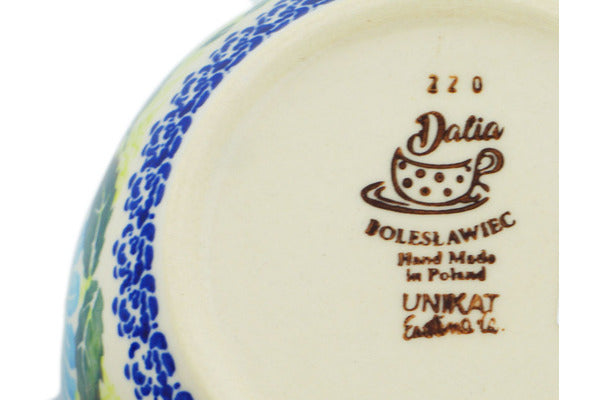 220
Dalia
BOLESŁAWIEC
Hand Made
in Poland
UNIKAT